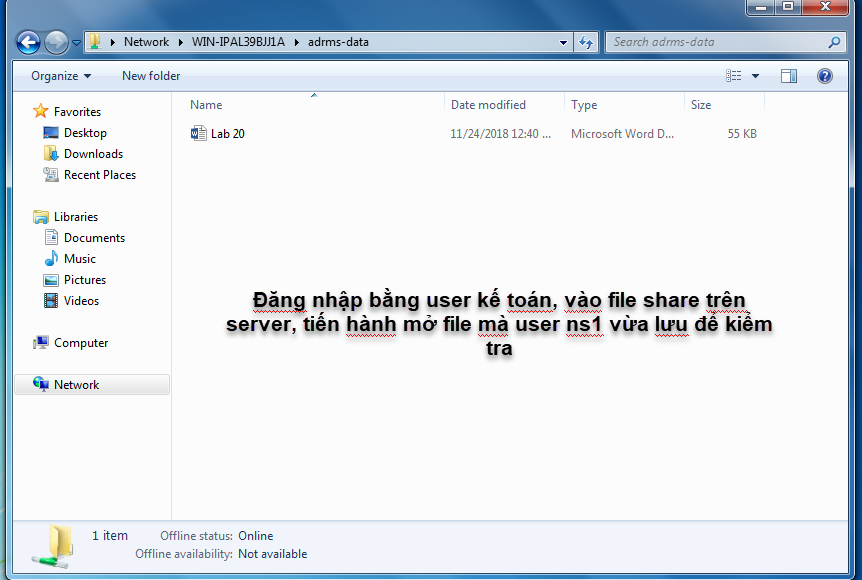 Network WIN-IPAL39BJJ1A adrms-data
Search adrms-data
Organize New folder
Name Date modified Type Size
Lab 20 11/24/2018 12:40 ... Microsoft Word D... 55 KB
Favorites
Desktop
Downloads
Recent Places
Libraries
Documents
Music
Pictures
Videos
Computer
Network
Đăng nhập bằng user kế toán, vào file share trên
server, tiến hành mở file mà user ns1 vừa lưu để kiểm
tra
1 item Offline status: Online
Offline availability: Not available